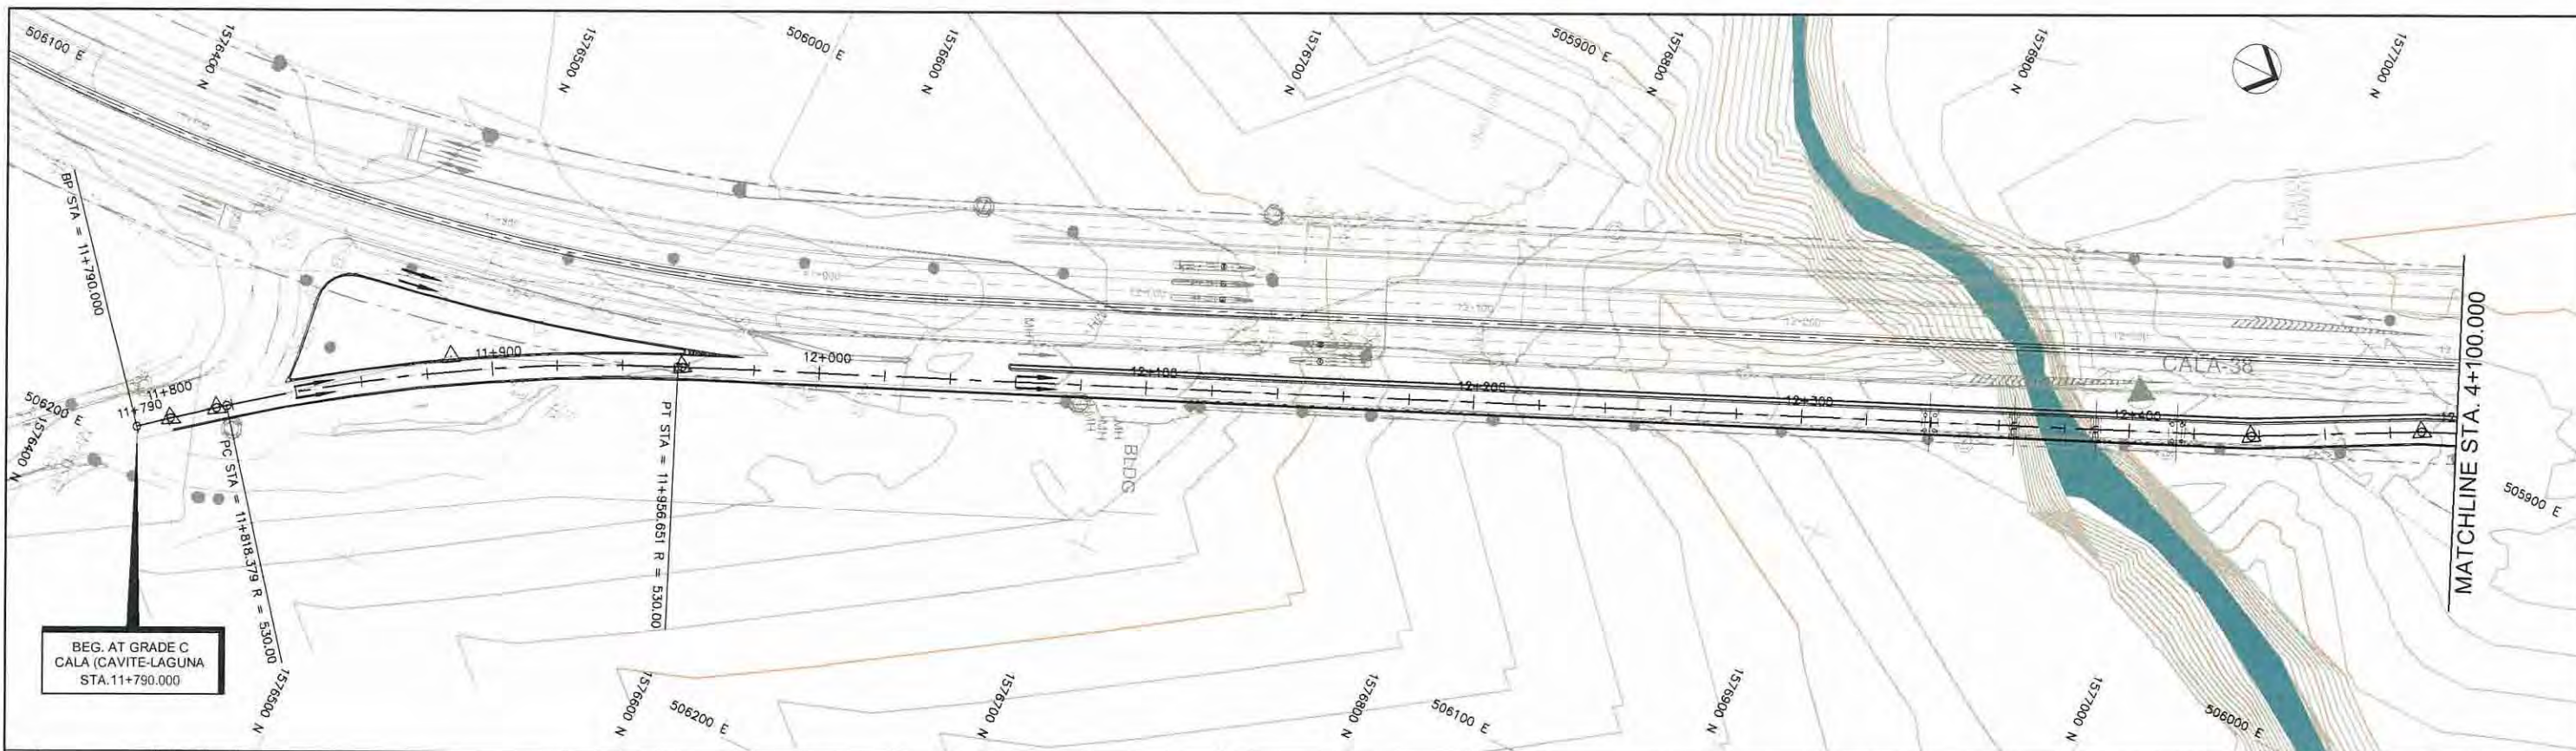 506100 E
1576400 N
1576500 N
506000 E
1576600 N
1576700 N
505900 E
1576800 N
1576900 N
1577000 N
BP STA = 11+790.000
11+790
11+800
11+900
12+000
12+100
12+200
12+300
12+400
CALA-38
506200 E
1576400 N
PC STA = 11+818.379 R = 530.00
PT STA = 11+956.651 R = 530.00
MH
MH
MH
BLDG
MATCHLINE STA. 4+100.000
505900 E
BEG. AT GRADE C
CALA (CAVITE-LAGUNA
STA.11+790.000
1576500 N
1576600 N
506200 E
1576700 N
1576800 N
506100 E
1576900 N
1577000 N
506000 E